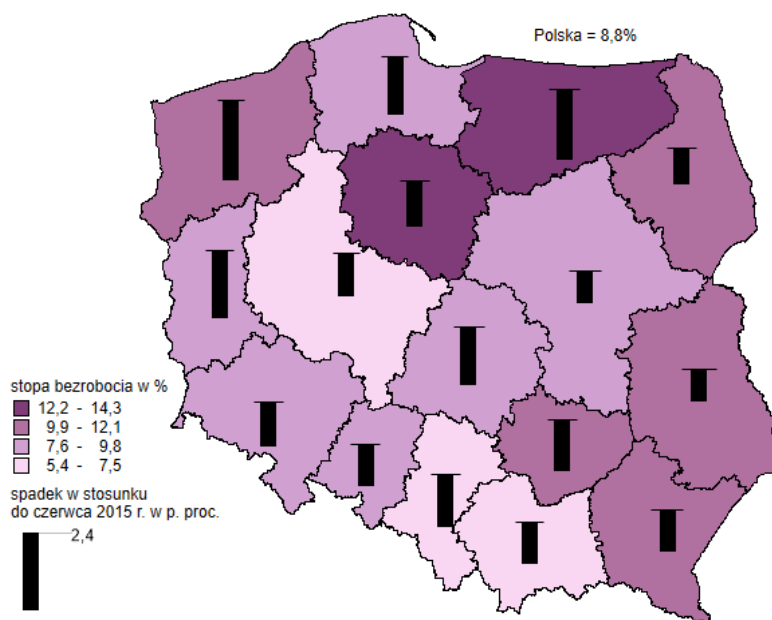 Polska = 8,8%
stopa bezrobocia w %
12,2 - 14,3
9,9 - 12,1
7,6 - 9,8
5,4 - 7,5
spadek w stosunku
do czerwca 2015 r. w p. proc.
2,4